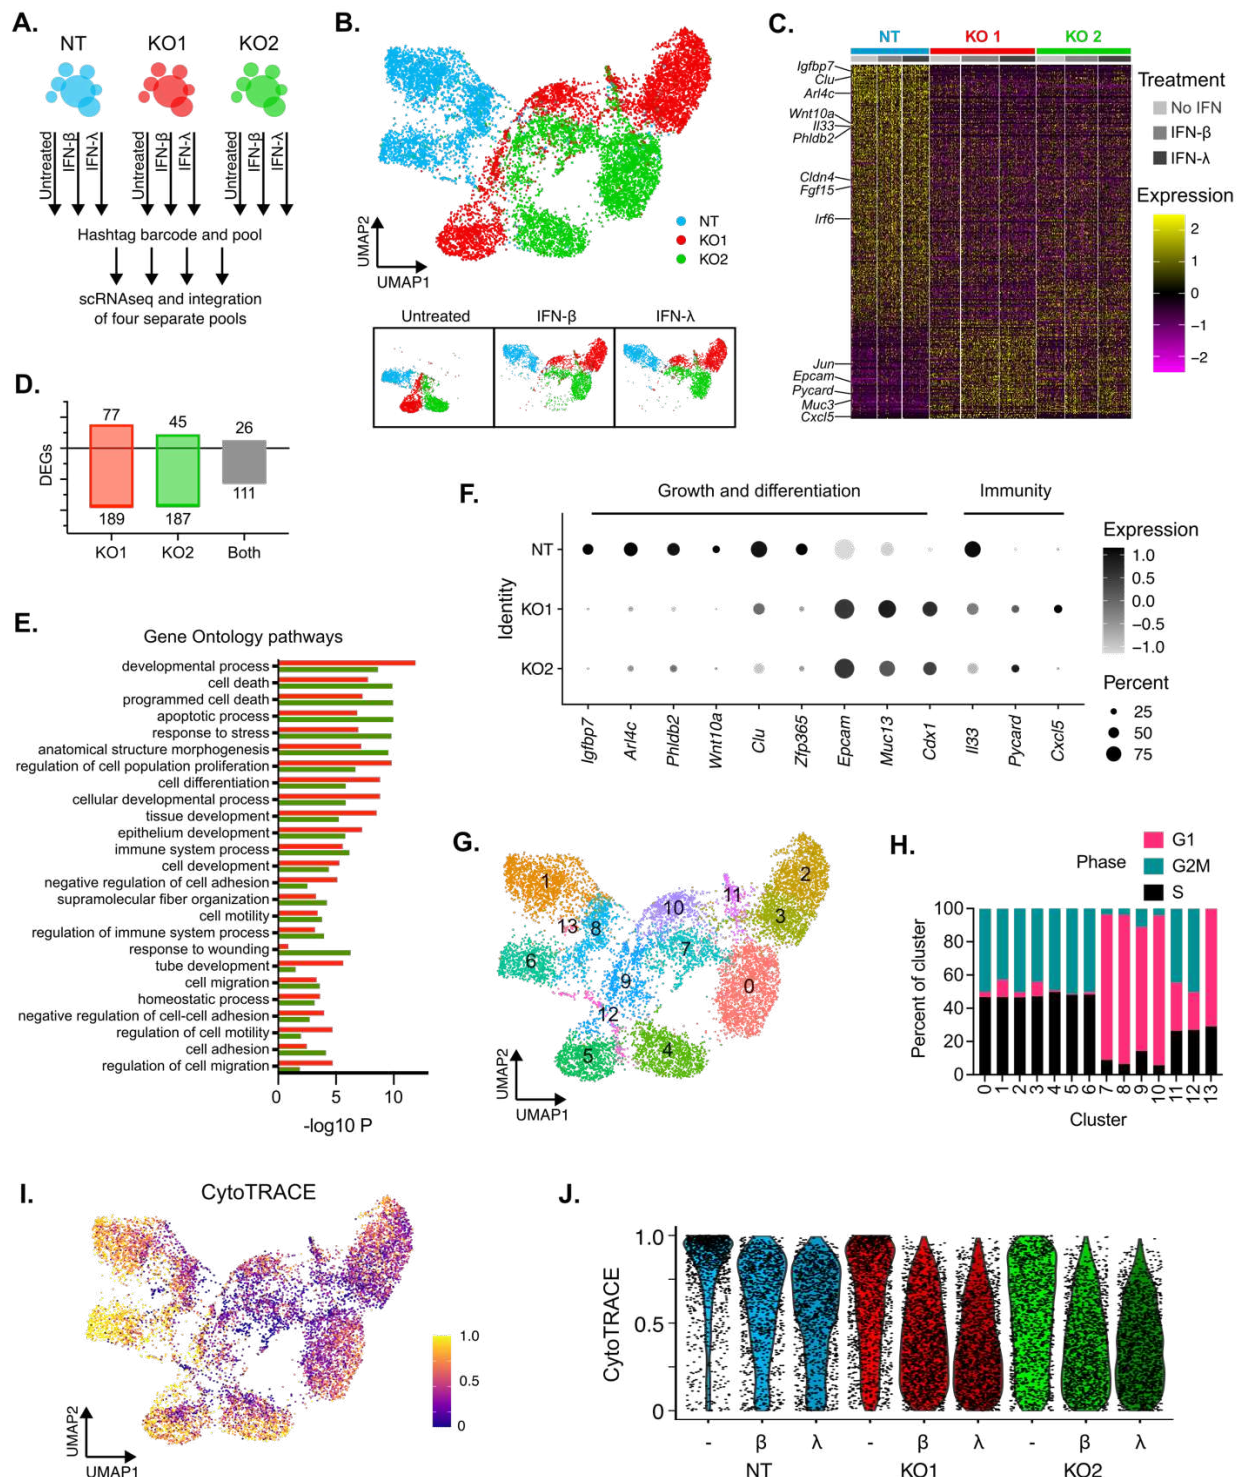 A.
NT KO1 KO2
Untreated IFN-β IFN-λ Untreated IFN-β IFN-λ Untreated IFN-β IFN-λ
Hashtag barcode and pool
scRNAseq and integration
of four separate pools
B.
NT
KO1
KO2
UMAP2
UMAP1
Untreated IFN-β IFN-λ
C.
NT KO 1 KO 2
Igfbp7
Clu
Arl4c
Wnt10a
Il33
Phldb2
Cldn4
Fgf15
Irf6
Jun
Epcam
Pycard
Muc3
Cxcl5
Treatment
No IFN
IFN-β
IFN-λ
Expression
2
1
0
−1
−2
D.
DEGs
77 45 26
189 187 111
KO1 KO2 Both
E.
Gene Ontology pathways
developmental process
cell death
programmed cell death
apoptotic process
response to stress
anatomical structure morphogenesis
regulation of cell population proliferation
cell differentiation
cellular developmental process
tissue development
epithelium development
immune system process
cell development
negative regulation of cell adhesion
supramolecular fiber organization
cell motility
regulation of immune system process
response to wounding
tube development
cell migration
homeostatic process
negative regulation of cell-cell adhesion
regulation of cell motility
cell adhesion
regulation of cell migration
0 5 10
-log10 P
F.
Growth and differentiation Immunity
Identity
NT
KO1
KO2
Igfbp7 Arl4c Phldb2 Wnt10a Clu Zfp365 Epcam Muc13 Cdx1 Il33 Pycard Cxcl5
Expression
1.0
0.5
0.0
−0.5
−1.0
Percent
25
50
75
G.
1 2 11 10 3 13 8 7 6 9 0 12 5 4
UMAP2
UMAP1
H.
Phase
G1
G2M
S
Percent of cluster
100
80
60
40
20
0
0 1 2 3 4 5 6 7 8 9 10 11 12 13
Cluster
I.
CytoTRACE
1.0
0.5
0
UMAP2
UMAP1
J.
CytoTRACE
1.0
0.5
0
- β λ - β λ - β λ
NT KO1 KO2